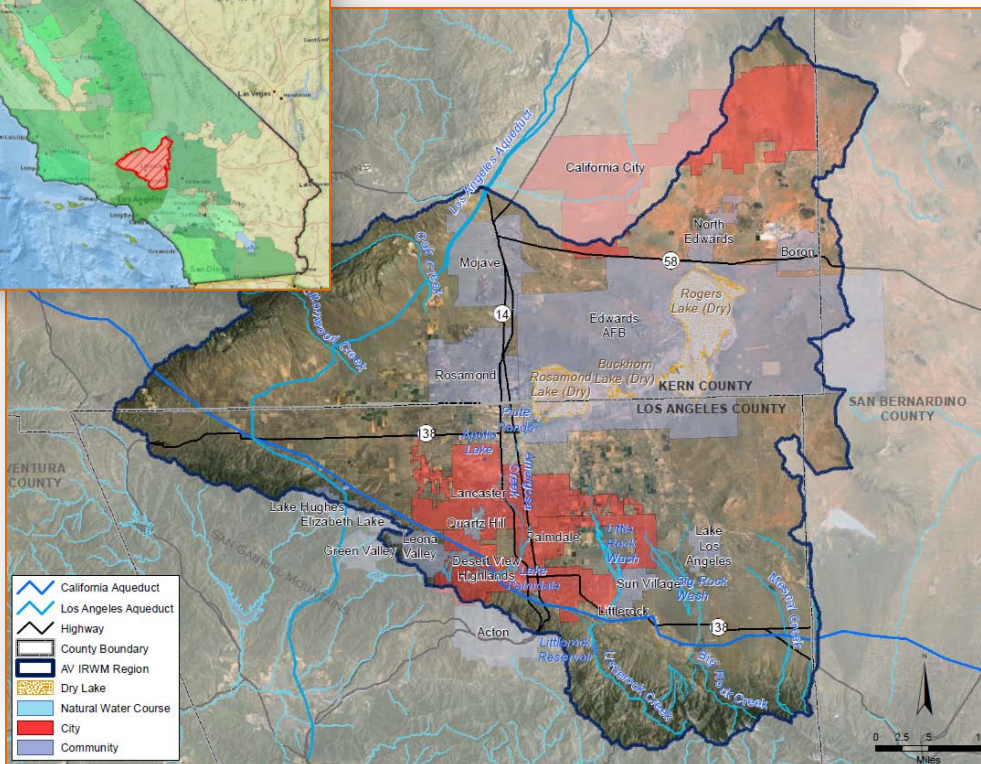 Las Vegas
Los Angeles
San Diego
Los Angeles Aqueduct
California City
North
Edwards
Boron
58
Mojave
Oak Creek
14
Rogers
Lake (Dry)
Edwards
AFB
Buckhorn
Lake (Dry)
Rosamond
Rosamond
Lake (Dry)
KERN COUNTY
LOS ANGELES COUNTY
SAN BERNARDINO
COUNTY
Piute
Ponds
138
Apollo
Lake
Amargosa
Creek
VENTURA
COUNTY
Lancaster
Lake Hughes
Elizabeth Lake
Quartz Hill
Palmdale
Little
Rock
Wash
Lake
Los
Angeles
Green Valley
Leona
Valley
Desert View
Highlands
Lake
Palmdale
Sun Village
Big Rock
Wash
Mescal Creek
SAN GABRIEL MOUNTAINS
Littlerock
138
Acton
Littlerock
Reservoir
Littlerock Creek
Big Rock Creek
California Aqueduct
Los Angeles Aqueduct
Highway
County Boundary
AV IRWM Region
Dry Lake
Natural Water Course
City
Community
N
0 2.5 5
Miles